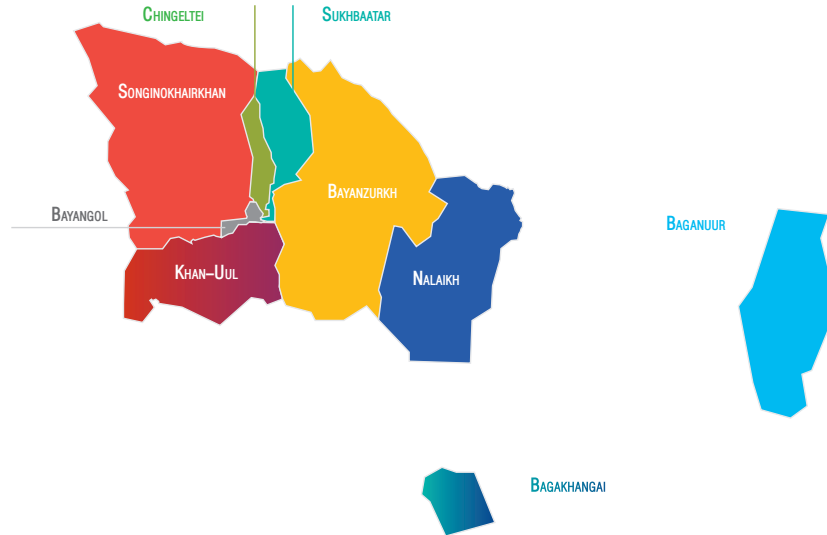 Chingeltei
Sukhbaatar
Songinokhairkhan
Bayanzurkh
Bayangol
Baganuur
Khan-Uul
Nalaikh
Bagakhangai